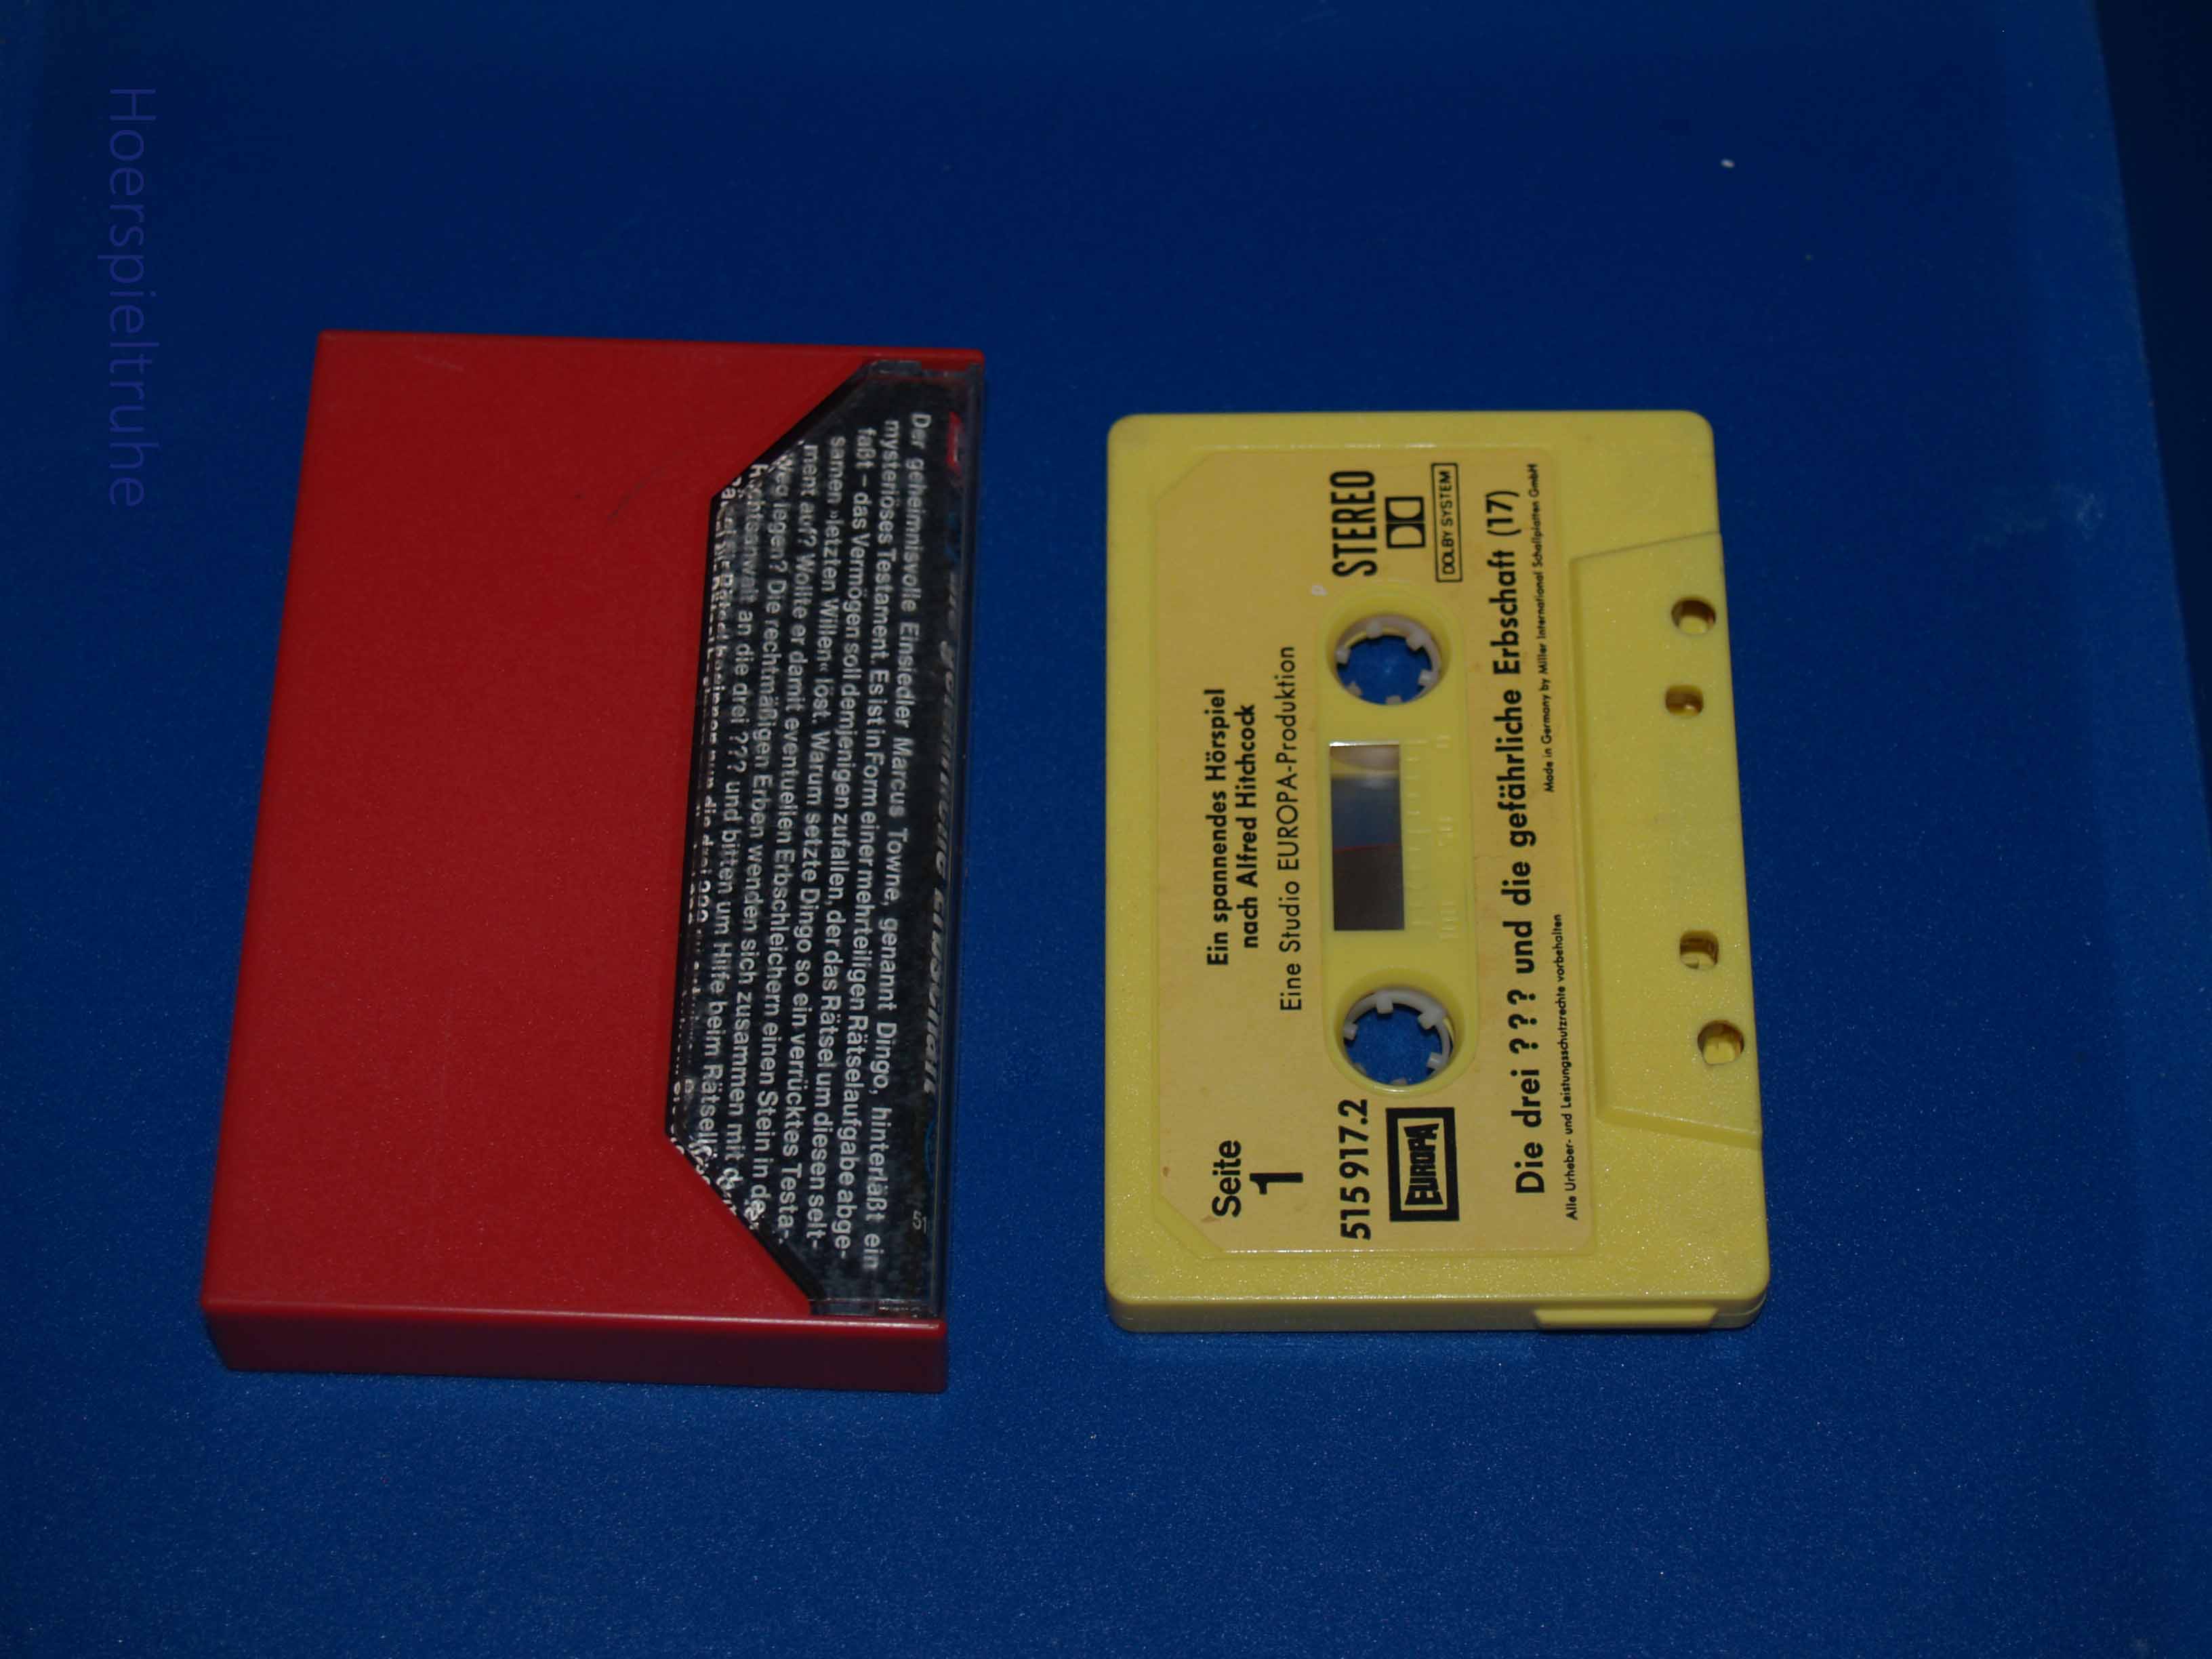 Hoerspieltruhe
Der geheimnisvolle Einsiedler Marcus Towne, genannt Dingo, hinterläßt ein
mysteriöses Testament. Es ist in Form einer mehrteiligen Rätselaufgabe abge-
faßt – das Vermögen soll demjenigen zufallen, der das Rätsel um diesen selt-
samen »letzten Willen« löst. Warum setzte Dingo so ein verrücktes Testa-
ment auf? Wollte er damit eventuellen Erbschleichern einen Stein in den
Weg legen? Die rechtmäßigen Erben wenden sich zusammen mit
an die drei ??? und bitten um Hilfe beim
Ein spannendes Hörspiel
nach Alfred Hitchcock
Eine Studio EUROPA-Produktion
Seite
1
STEREO
DOLBY SYSTEM
515 917.2
EUROPA
Die drei ? ? ? und die gefährliche Erbschaft (17)
Made in Germany by Miller International Schallplatten GmbH
Alle Urheber- und Leistungsschutzrechte vorbehalten